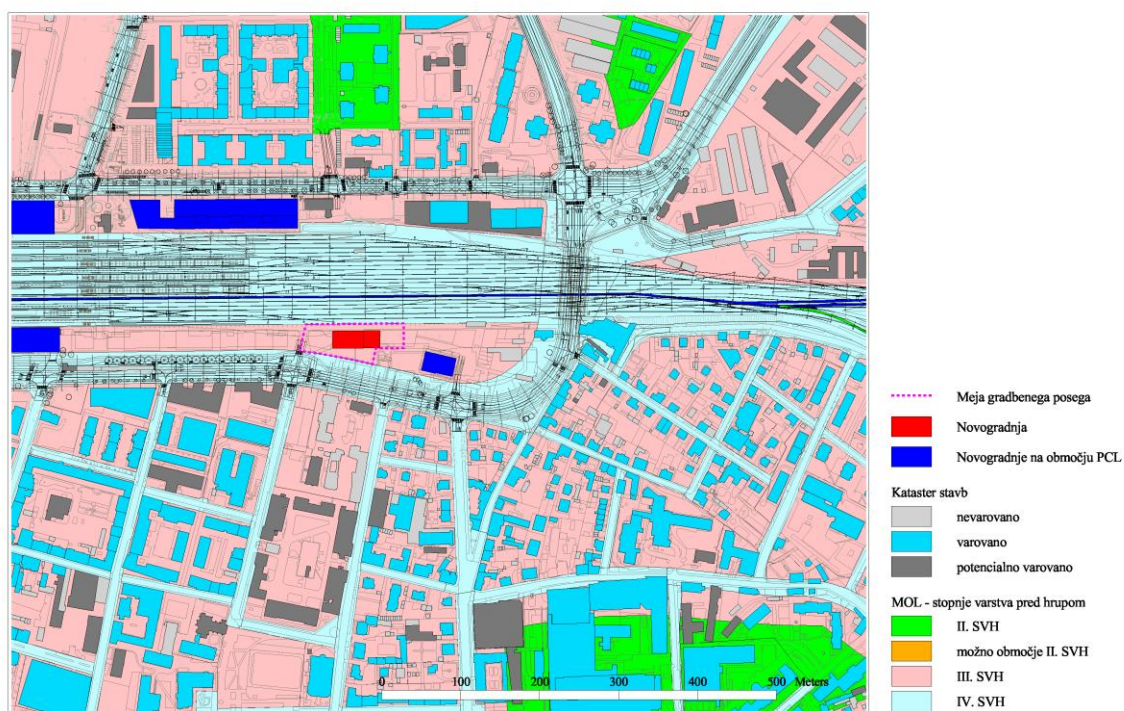 Meja gradbenega posega
Novogradnja
Novogradnje na območju PCL
Kataster stavb
nevarovano
varovano
potencialno varovano
MOL - stopnje varstva pred hrupom
II. SVH
možno območje II. SVH
III. SVH
IV. SVH
0 100 200 300 400 500 Meters